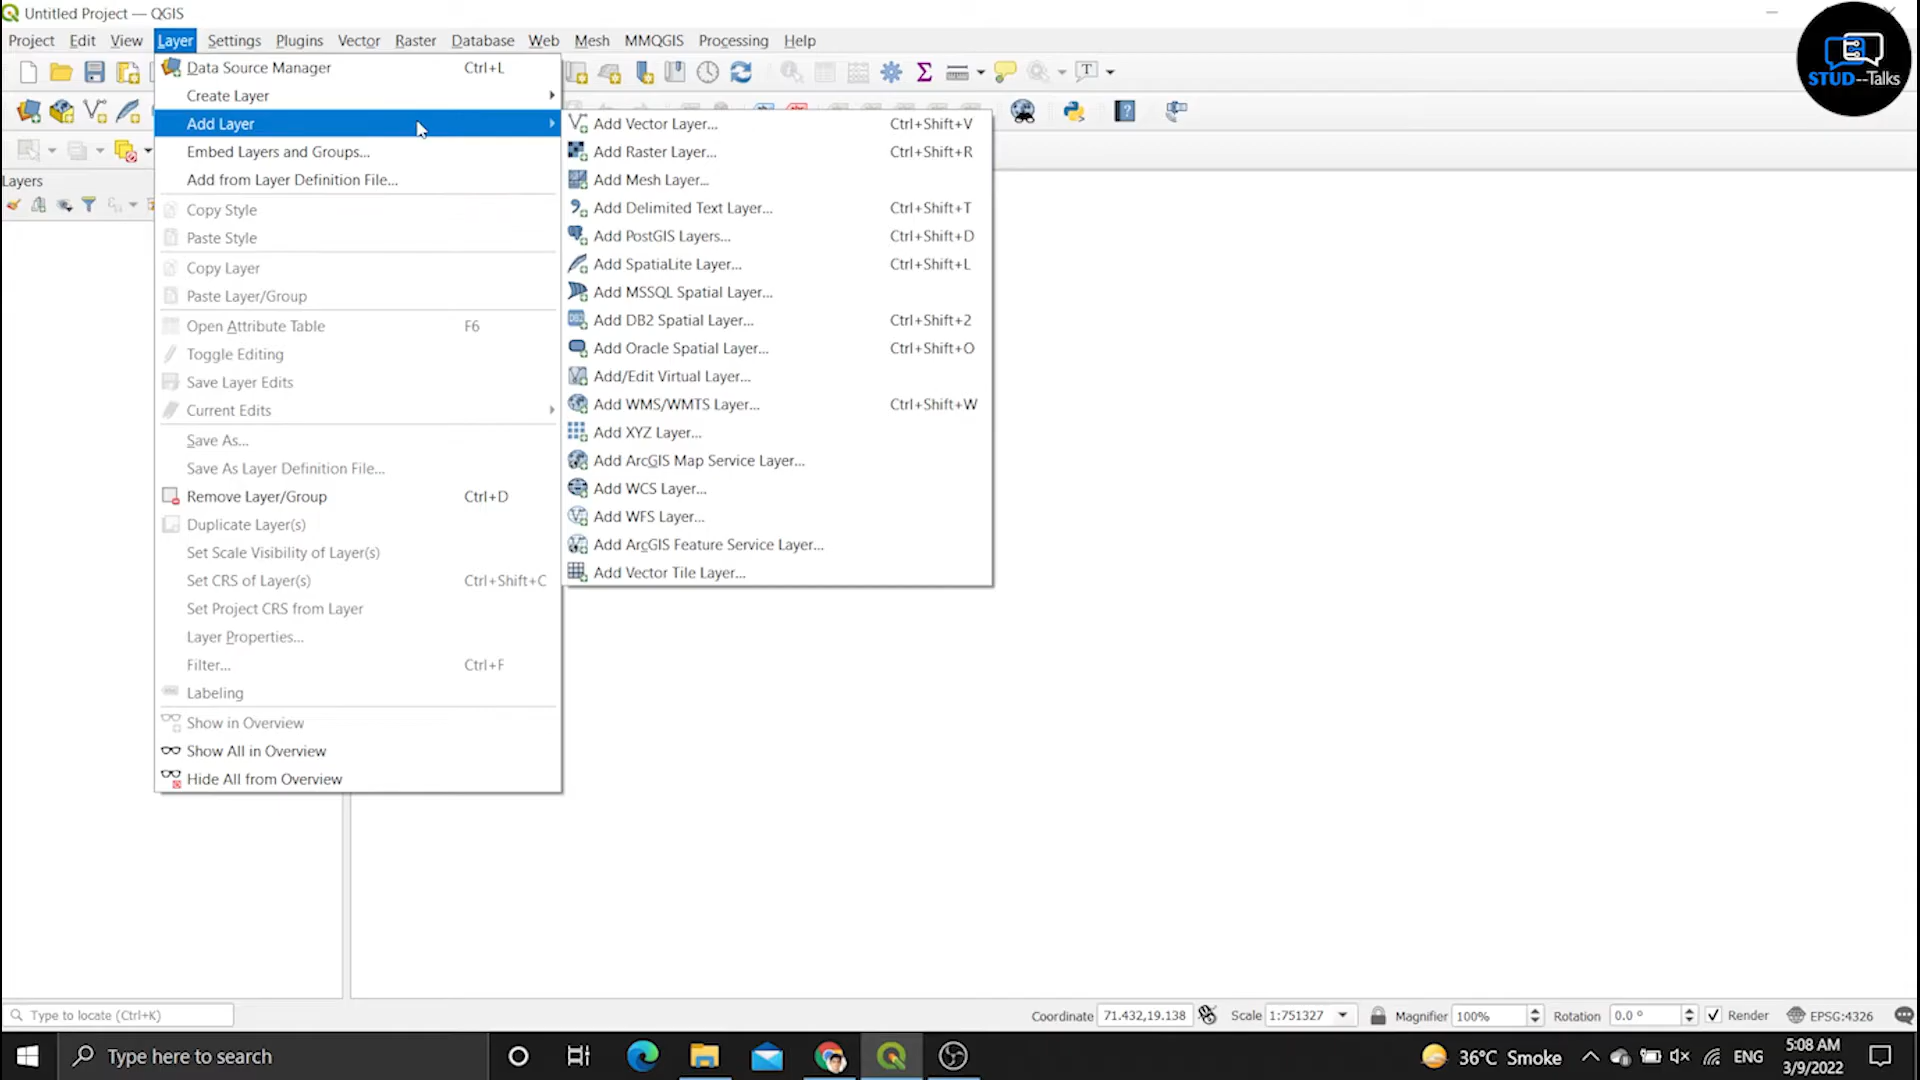 Untitled Project — QGIS
Project Edit View Layer Settings Plugins Vector Raster Database Web Mesh MMQGIS Processing Help
STUD--Talks
Data Source Manager Ctrl+L
Create Layer
Add Layer
Embed Layers and Groups...
Add from Layer Definition File...
Copy Style
Paste Style
Copy Layer
Paste Layer/Group
Open Attribute Table F6
Toggle Editing
Save Layer Edits
Current Edits
Save As...
Save As Layer Definition File...
Remove Layer/Group Ctrl+D
Duplicate Layer(s)
Set Scale Visibility of Layer(s)
Set CRS of Layer(s) Ctrl+Shift+C
Set Project CRS from Layer
Layer Properties...
Filter... Ctrl+F
Labeling
Show in Overview
Show All in Overview
Hide All from Overview
Add Vector Layer... Ctrl+Shift+V
Add Raster Layer... Ctrl+Shift+R
Add Mesh Layer...
Add Delimited Text Layer... Ctrl+Shift+T
Add PostGIS Layers... Ctrl+Shift+D
Add SpatiaLite Layer... Ctrl+Shift+L
Add MSSQL Spatial Layer...
Add DB2 Spatial Layer... Ctrl+Shift+2
Add Oracle Spatial Layer... Ctrl+Shift+O
Add/Edit Virtual Layer...
Add WMS/WMTS Layer... Ctrl+Shift+W
Add XYZ Layer...
Add ArcGIS Map Service Layer...
Add WCS Layer...
Add WFS Layer...
Add ArcGIS Feature Service Layer...
Add Vector Tile Layer...
Layers
Type to locate (Ctrl+K)
Coordinate 71.432,19.138 Scale 1:751327 Magnifier 100% Rotation 0.0 ° Render EPSG:4326
Type here to search
36°C Smoke
ENG
5:08 AM
3/9/2022